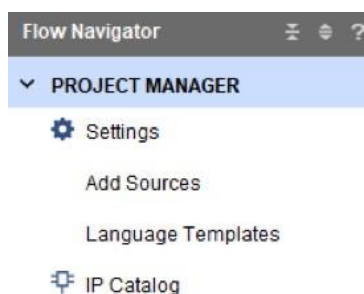 Flow Navigator ?
PROJECT MANAGER
Settings
Add Sources
Language Templates
IP Catalog